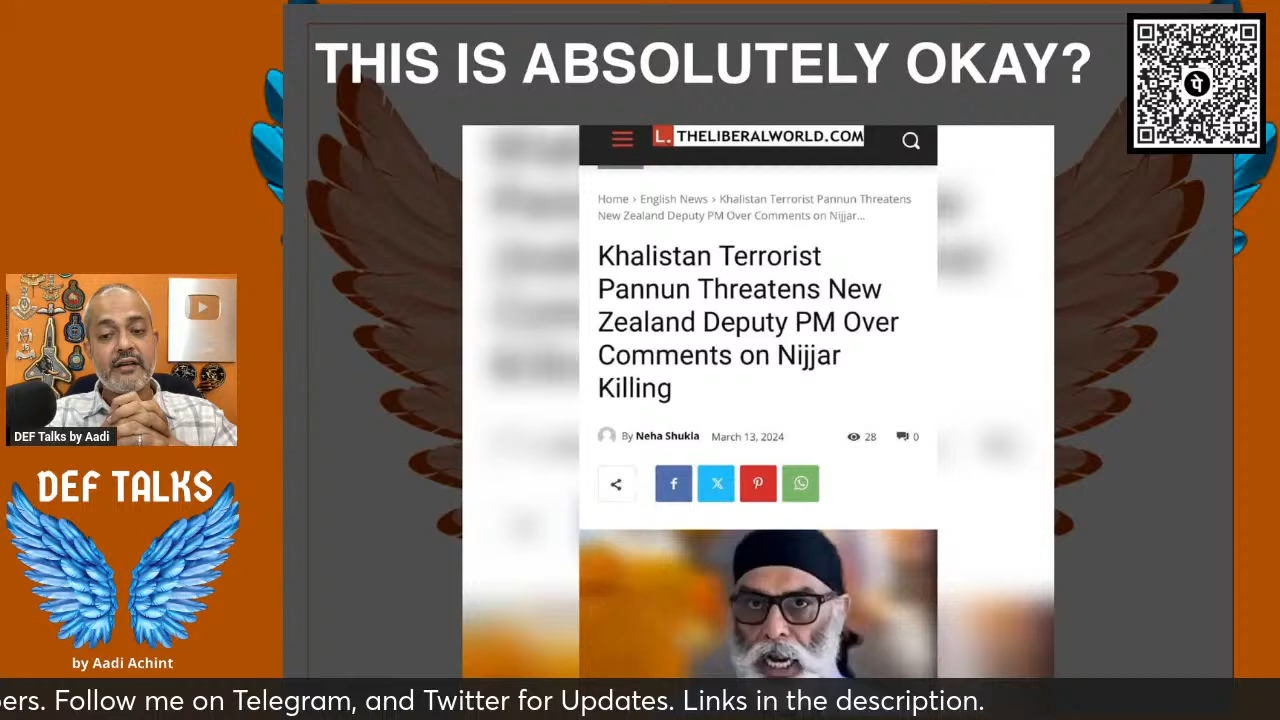 THIS IS ABSOLUTELY OKAY?
पे
L. THELIBERALWORLD.COM
Home › English News › Khalistan Terrorist Pannun Threatens
New Zealand Deputy PM Over Comments on Nijjar...
Khalistan Terrorist
Pannun Threatens New
Zealand Deputy PM Over
Comments on Nijjar
Killing
By Neha Shukla March 13, 2024 28 0
DEF Talks by Aadi
DEF TALKS
by Aadi Achint
ers. Follow me on Telegram, and Twitter for Updates. Links in the description.